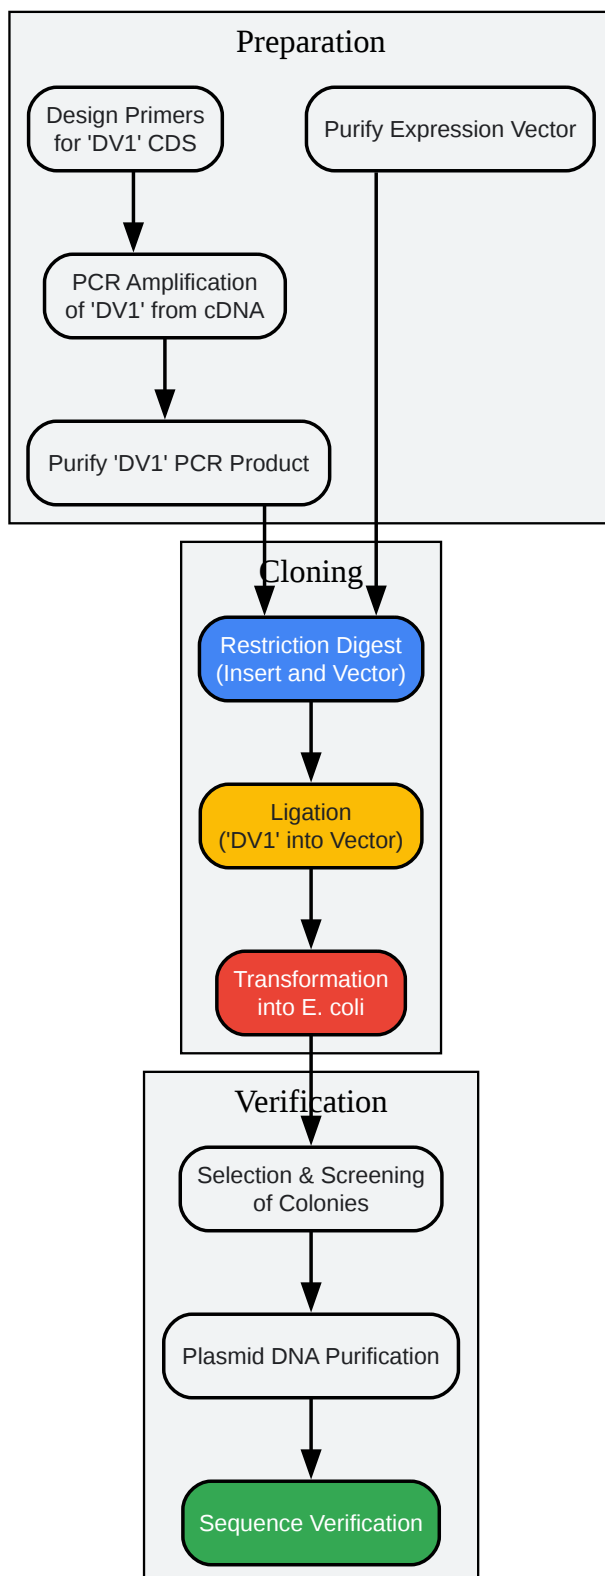 Preparation
Design Primers
for 'DV1' CDS
Purify Expression Vector
PCR Amplification
of 'DV1' from cDNA
Purify 'DV1' PCR Product
Cloning
Restriction Digest
(Insert and Vector)
Ligation
('DV1' into Vector)
Transformation
into E. coli
Verification
Selection & Screening
of Colonies
Plasmid DNA Purification
Sequence Verification